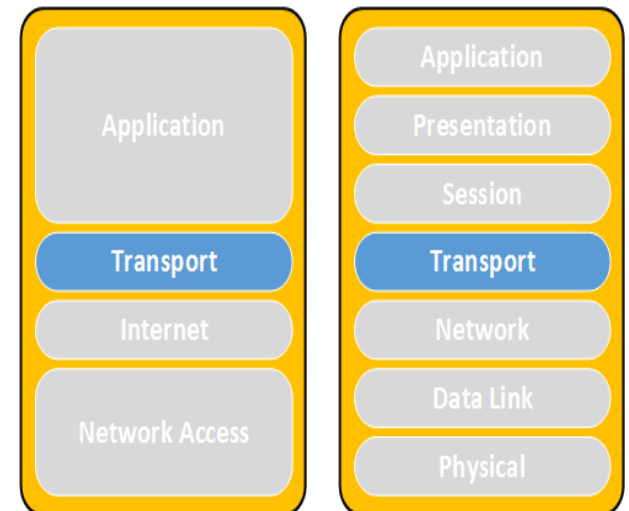 Application
Transport
Internet
Network Access
Application
Presentation
Session
Transport
Network
Data Link
Physical